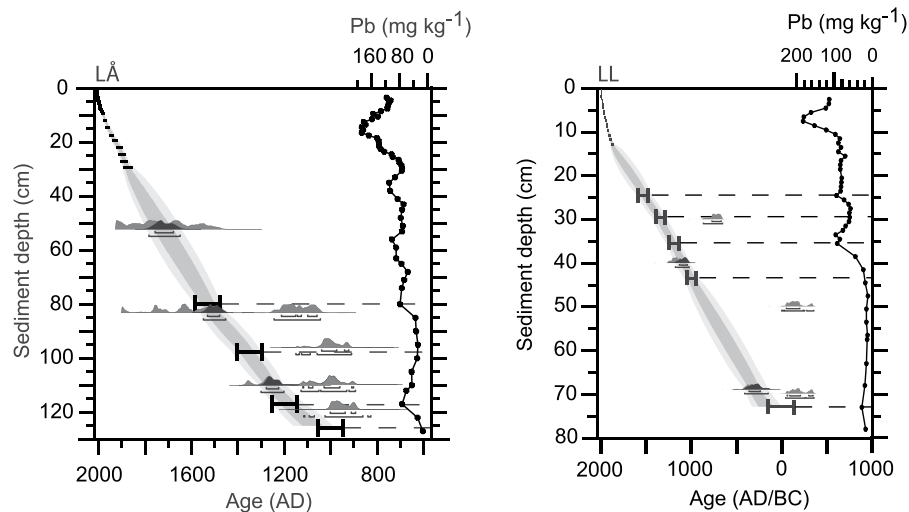 Pb (mg kg-1)
160 80 0
LÅ
0
20
40
60
80
100
120
Sediment depth (cm)
2000 1600 1200 800
Age (AD)
Pb (mg kg-1)
200 100 0
LL
0
10
20
30
40
50
60
70
80
Sediment depth (cm)
2000 1000 0 1000
Age (AD/BC)